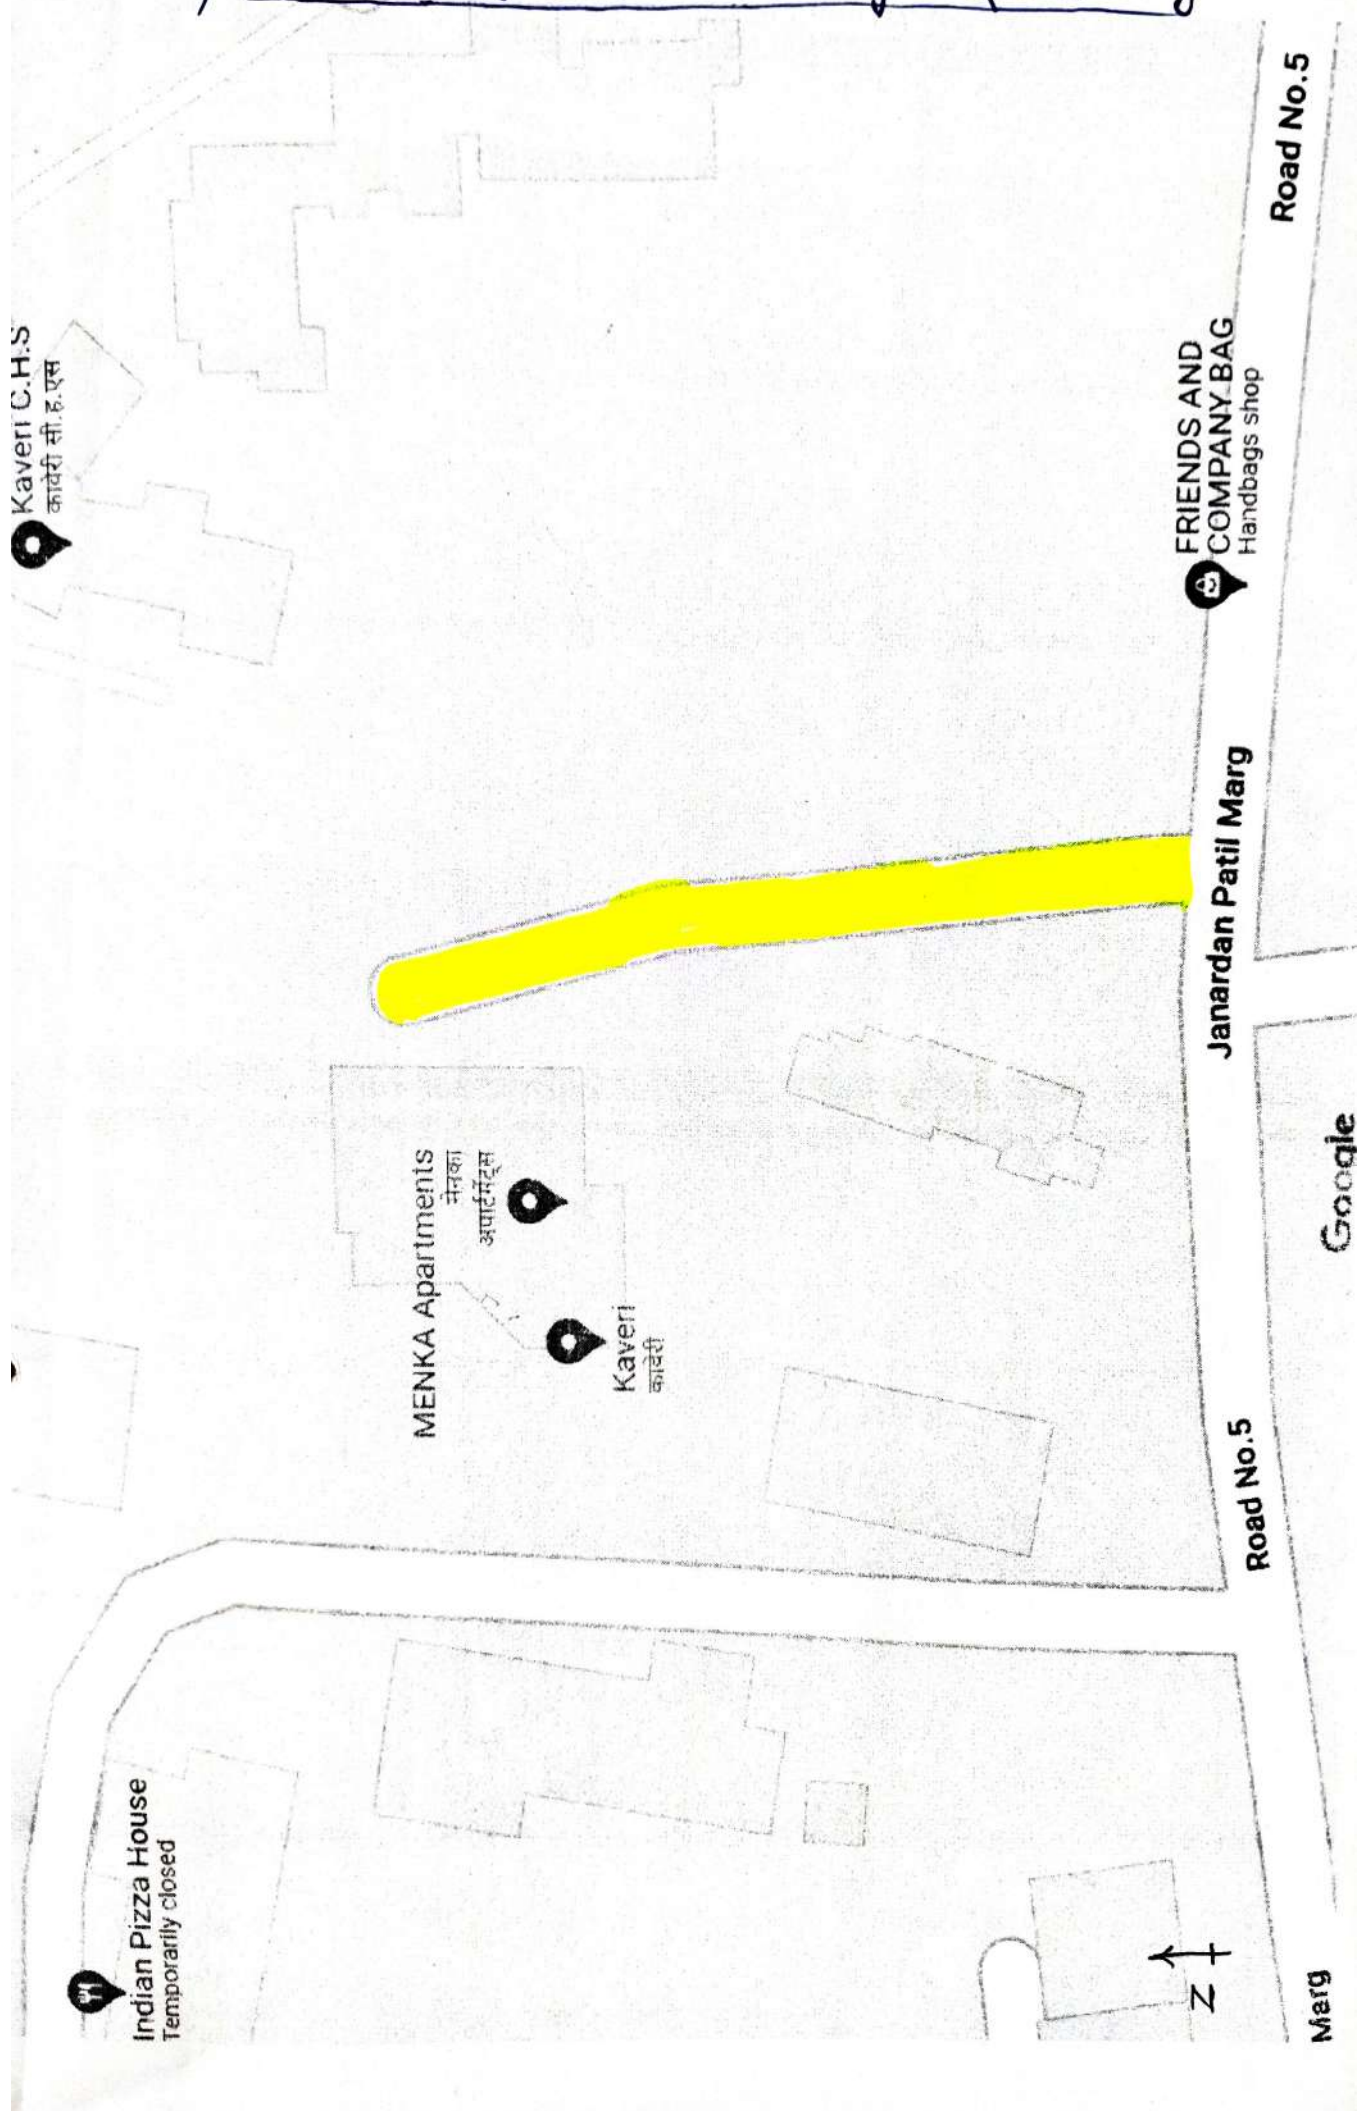 Kaveri C.H.S
कावेरी सी.ह.एस
Road No.5
FRIENDS AND
COMPANY BAG
Handbags shop
Janardan Patil Marg
MENKA Apartments
मेनका
अपार्टमेंट्स
Kaveri
कावेरी
Road No.5
Google
Indian Pizza House
Temporarily closed
N
Marg